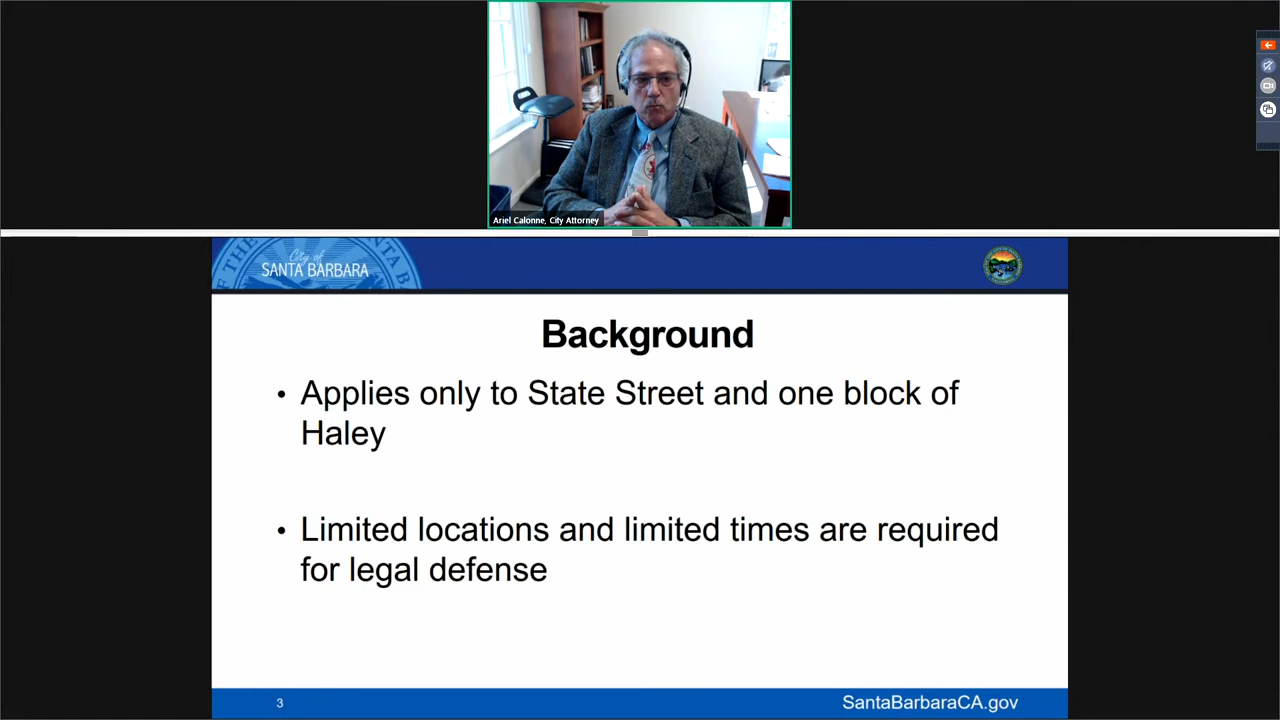 Ariel Calonne, City Attorney
City of
SANTA BARBARA
Background
• Applies only to State Street and one block of
Haley
• Limited locations and limited times are required
for legal defense
3
SantaBarbaraCA.gov